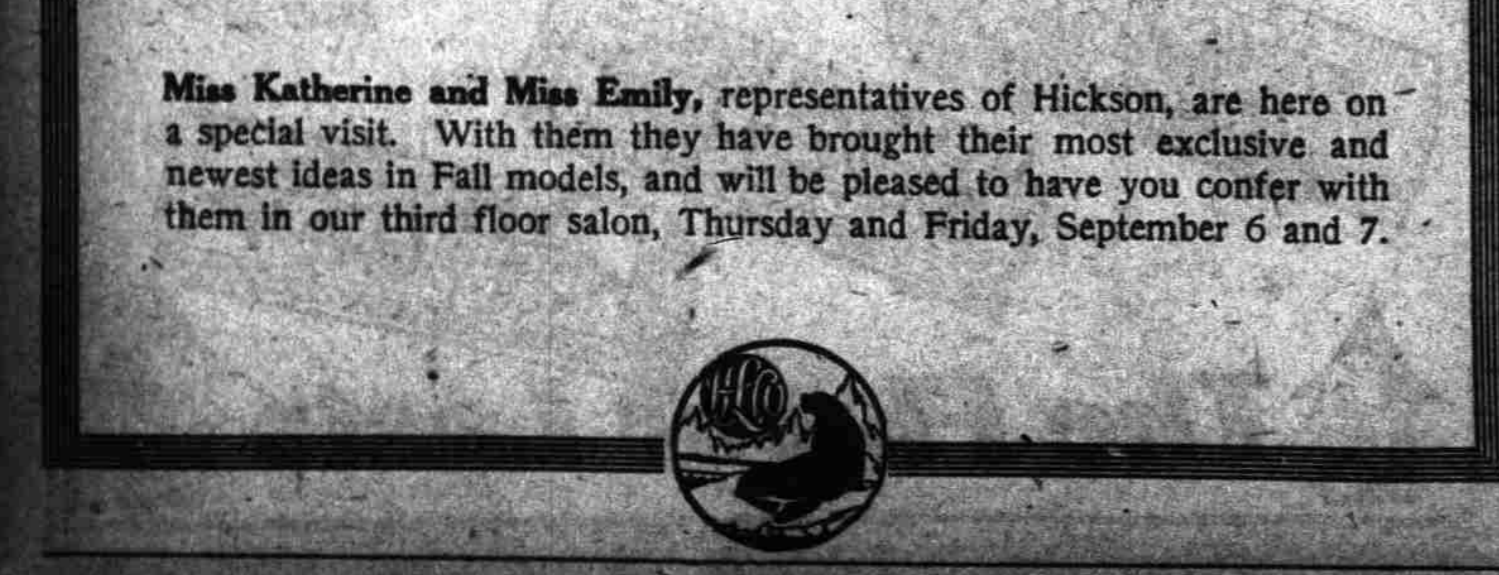 Miss Katherine and Miss Emily, representatives of Hickson, are here on
a special visit. With them they have brought their most exclusive and
newest ideas in Fall models, and will be pleased to have you confer with
them in our third floor salon, Thursday and Friday, September 6 and 7.